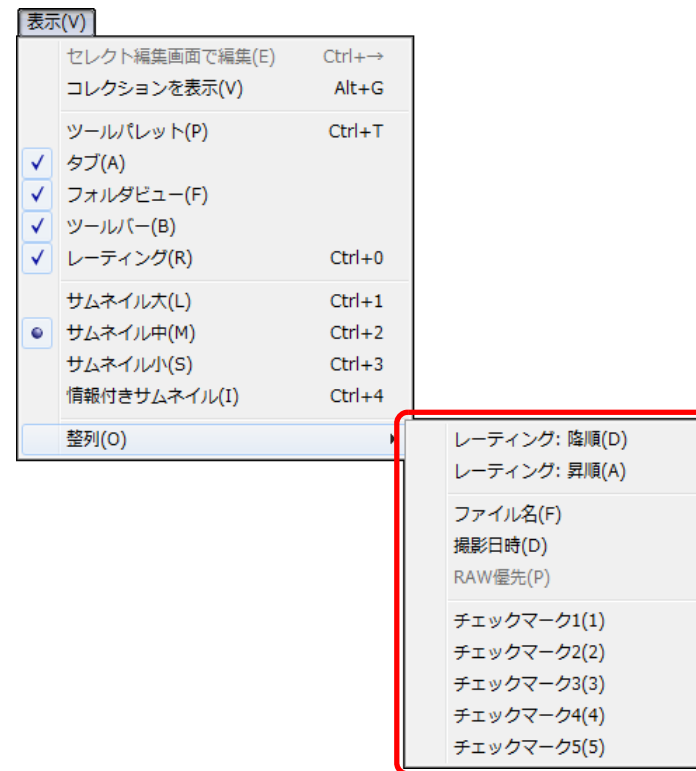 表示(V)
セレクト編集画面で編集(E) Ctrl+→
コレクションを表示(V) Alt+G
ツールパレット(P) Ctrl+T
タブ(A)
フォルダビュー(F)
ツールバー(B)
レーティング(R) Ctrl+0
サムネイル大(L) Ctrl+1
サムネイル中(M) Ctrl+2
サムネイル小(S) Ctrl+3
情報付きサムネイル(I) Ctrl+4
整列(O)
レーティング: 降順(D)
レーティング: 昇順(A)
ファイル名(F)
撮影日時(D)
RAW優先(P)
チェックマーク1(1)
チェックマーク2(2)
チェックマーク3(3)
チェックマーク4(4)
チェックマーク5(5)